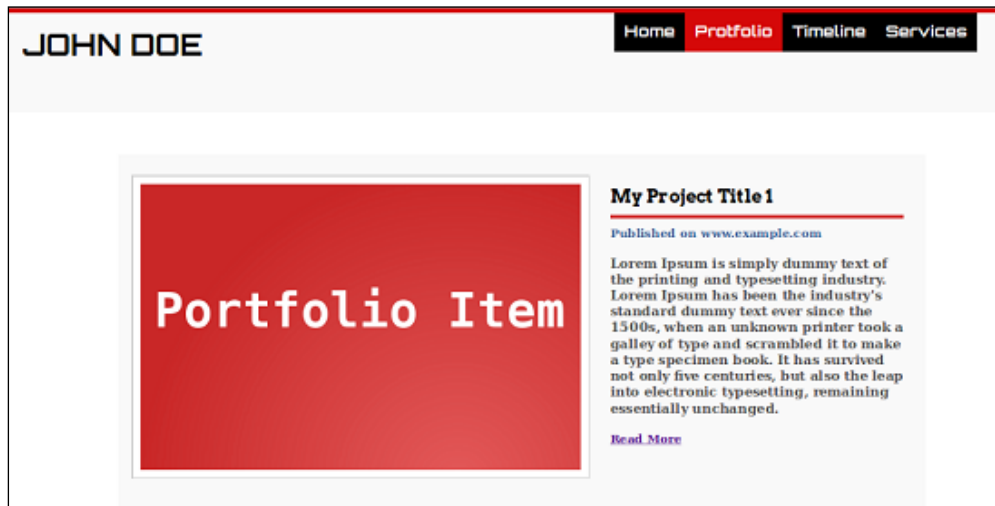 JOHN DOE
Home Protfolio Timeline Services
Portfolio Item
My Project Title 1
Published on www.example.com
Lorem Ipsum is simply dummy text of
the printing and typesetting industry.
Lorem Ipsum has been the industry's
standard dummy text ever since the
1500s, when an unknown printer took a
galley of type and scrambled it to make
a type specimen book. It has survived
not only five centuries, but also the leap
into electronic typesetting, remaining
essentially unchanged.
Read More